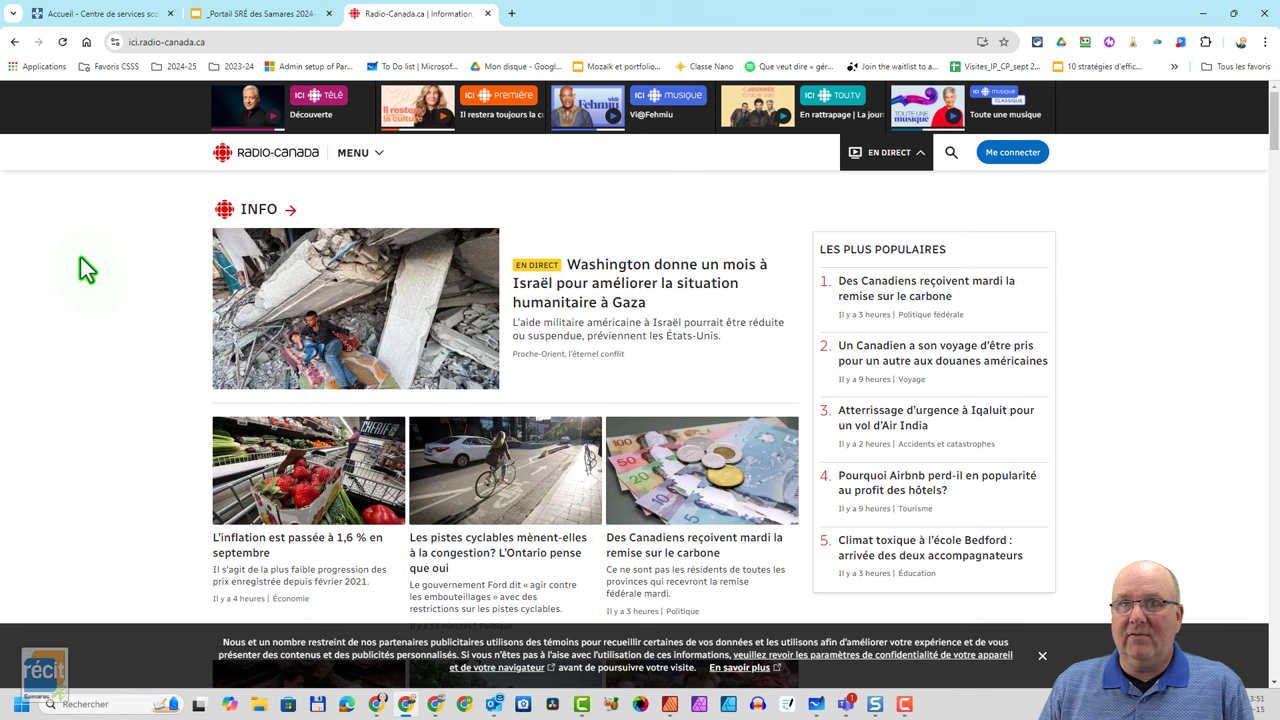 Accueil - Centre de services sco
_Portail SRÉ des Samares 2024-
Radio-Canada.ca | Information,
ici.radio-canada.ca
Applications
Favoris CSSS
2024-25
2023-24
Admin setup of Par...
To Do list | Microsof...
Mon disque - Googl...
Mozaïk et portfolio...
Classe Nano
Que veut dire « gér...
Join the waitlist to a...
Visites_IP_CP_sept 2...
10 stratégies d'effic...
Tous les favoris
ICI TÉLÉ
Découverte
Il restera toujours la culture
ICI PREMIÈRE
Il restera toujours la cu
via Fehmiu
ICI musique
Vi@Fehmiu
ICI TOU.TV
En rattrapage | La jour
TOUTE UNE MUSIQUE
ICI musique CLASSIQUE
Toute une musique
RADIO-CANADA
MENU
EN DIRECT
Me connecter
INFO
EN DIRECT Washington donne un mois à
Israël pour améliorer la situation
humanitaire à Gaza
L'aide militaire américaine à Israël pourrait être réduite
ou suspendue, préviennent les États-Unis.
Proche-Orient, l'éternel conflit
L'inflation est passée à 1,6 % en
septembre
Il s'agit de la plus faible progression des
prix enregistrée depuis février 2021.
Il y a 4 heures | Économie
Les pistes cyclables mènent-elles
à la congestion? L'Ontario pense
que oui
Le gouvernement Ford dit « agir contre
les embouteillages » avec des
restrictions sur les pistes cyclables.
Il y a 11 minutes | Politique
Des Canadiens reçoivent mardi la
remise sur le carbone
Ce ne sont pas les résidents de toutes les
provinces qui recevront la remise
fédérale mardi.
Il y a 3 heures | Politique
LES PLUS POPULAIRES
1. Des Canadiens reçoivent mardi la
remise sur le carbone
Il y a 3 heures | Politique fédérale
2. Un Canadien a son voyage d'être pris
pour un autre aux douanes américaines
Il y a 9 heures | Voyage
3. Atterrissage d'urgence à Iqaluit pour
un vol d'Air India
Il y a 2 heures | Accidents et catastrophes
4. Pourquoi Airbnb perd-il en popularité
au profit des hôtels?
Il y a 9 heures | Tourisme
5. Climat toxique à l'école Bedford :
arrivée des deux accompagnateurs
Il y a 3 heures | Éducation
Nous et un nombre restreint de nos partenaires publicitaires utilisons des témoins pour recueillir certaines de vos données et les utilisons afin d'améliorer votre expérience et de vous
présenter des contenus et des publicités personnalisés. Si vous n'êtes pas à l'aise avec l'utilisation de ces informations, veuillez revoir les paramètres de confidentialité de votre appareil
et de votre navigateur avant de poursuivre votre visite. En savoir plus
récit
Samares
Rechercher